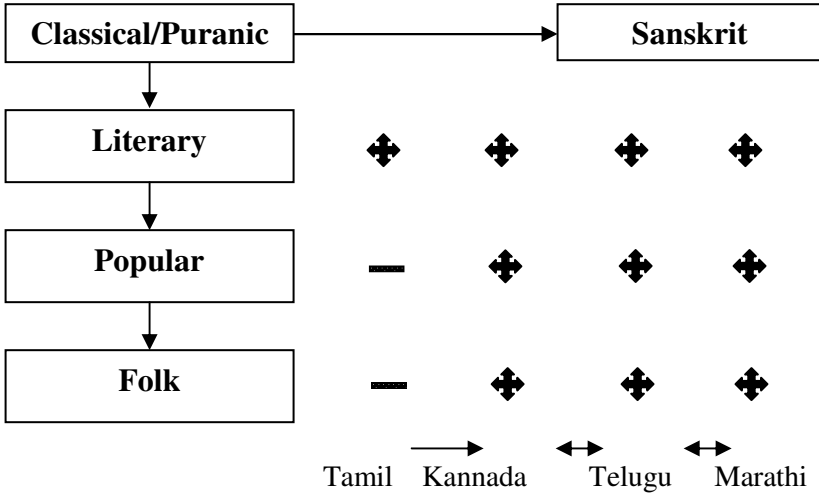 Classical/Puranic Sanskrit
Literary
Popular
Folk
Tamil Kannada Telugu Marathi